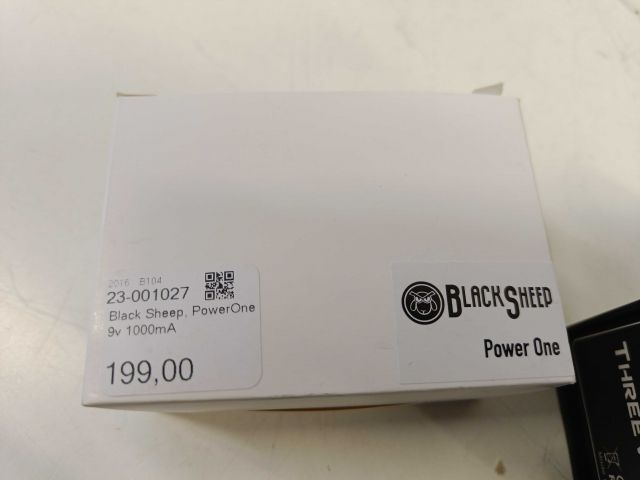 2016 B104
23-001027
Black Sheep, PowerOne
9v 1000mA
199,00
BLACKSHEEP
Power One
THREE